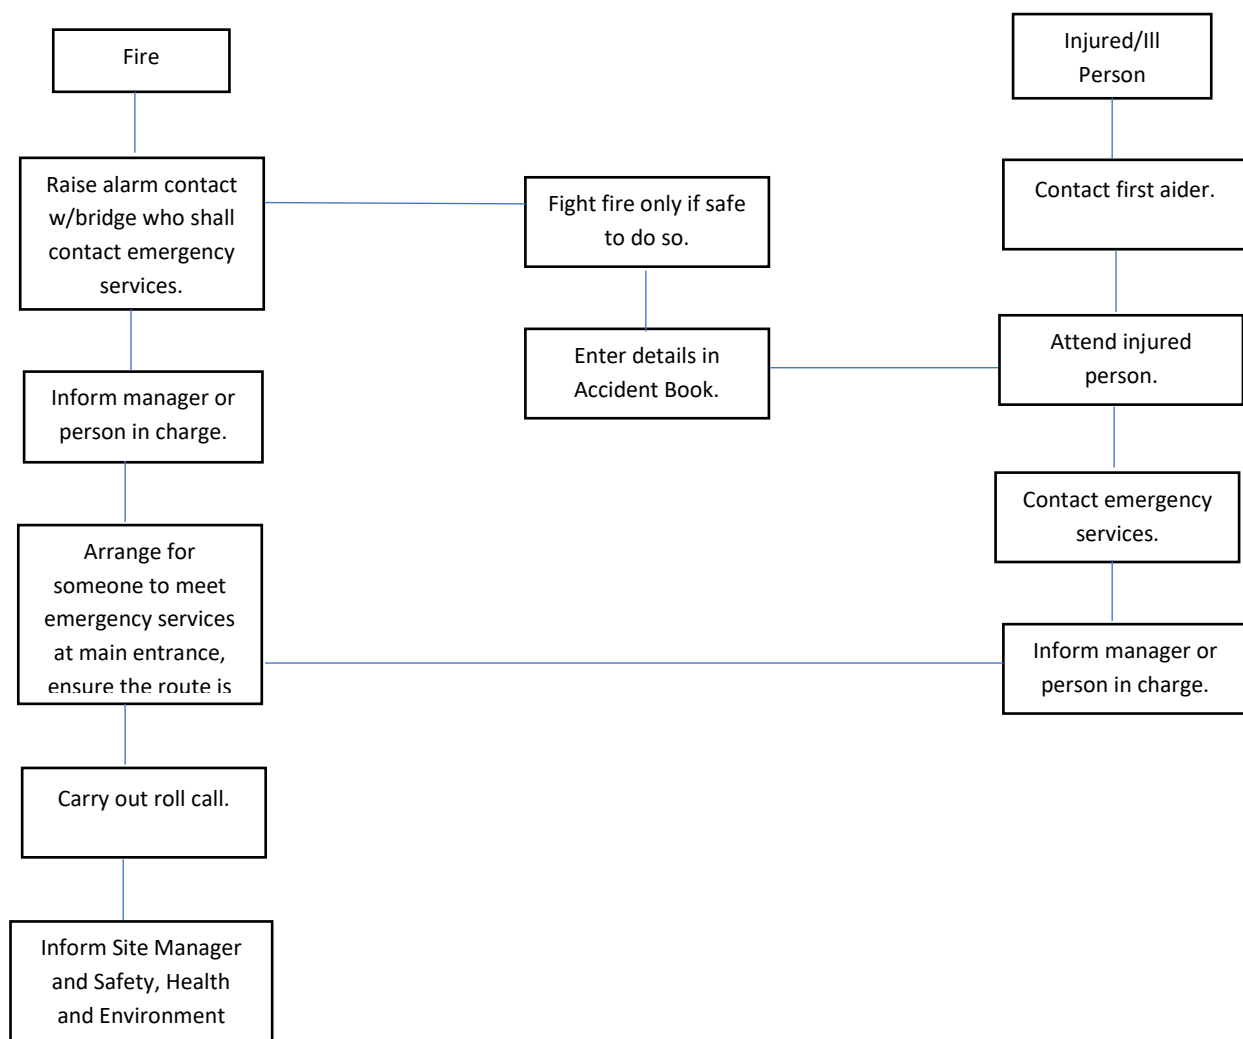 Fire
Raise alarm contact
w/bridge who shall
contact emergency
services.
Inform manager or
person in charge.
Arrange for
someone to meet
emergency services
at main entrance,
ensure the route is
Carry out roll call.
Inform Site Manager
and Safety, Health
and Environment
Fight fire only if safe
to do so.
Enter details in
Accident Book.
Injured/Ill
Person
Contact first aider.
Attend injured
person.
Contact emergency
services.
Inform manager or
person in charge.